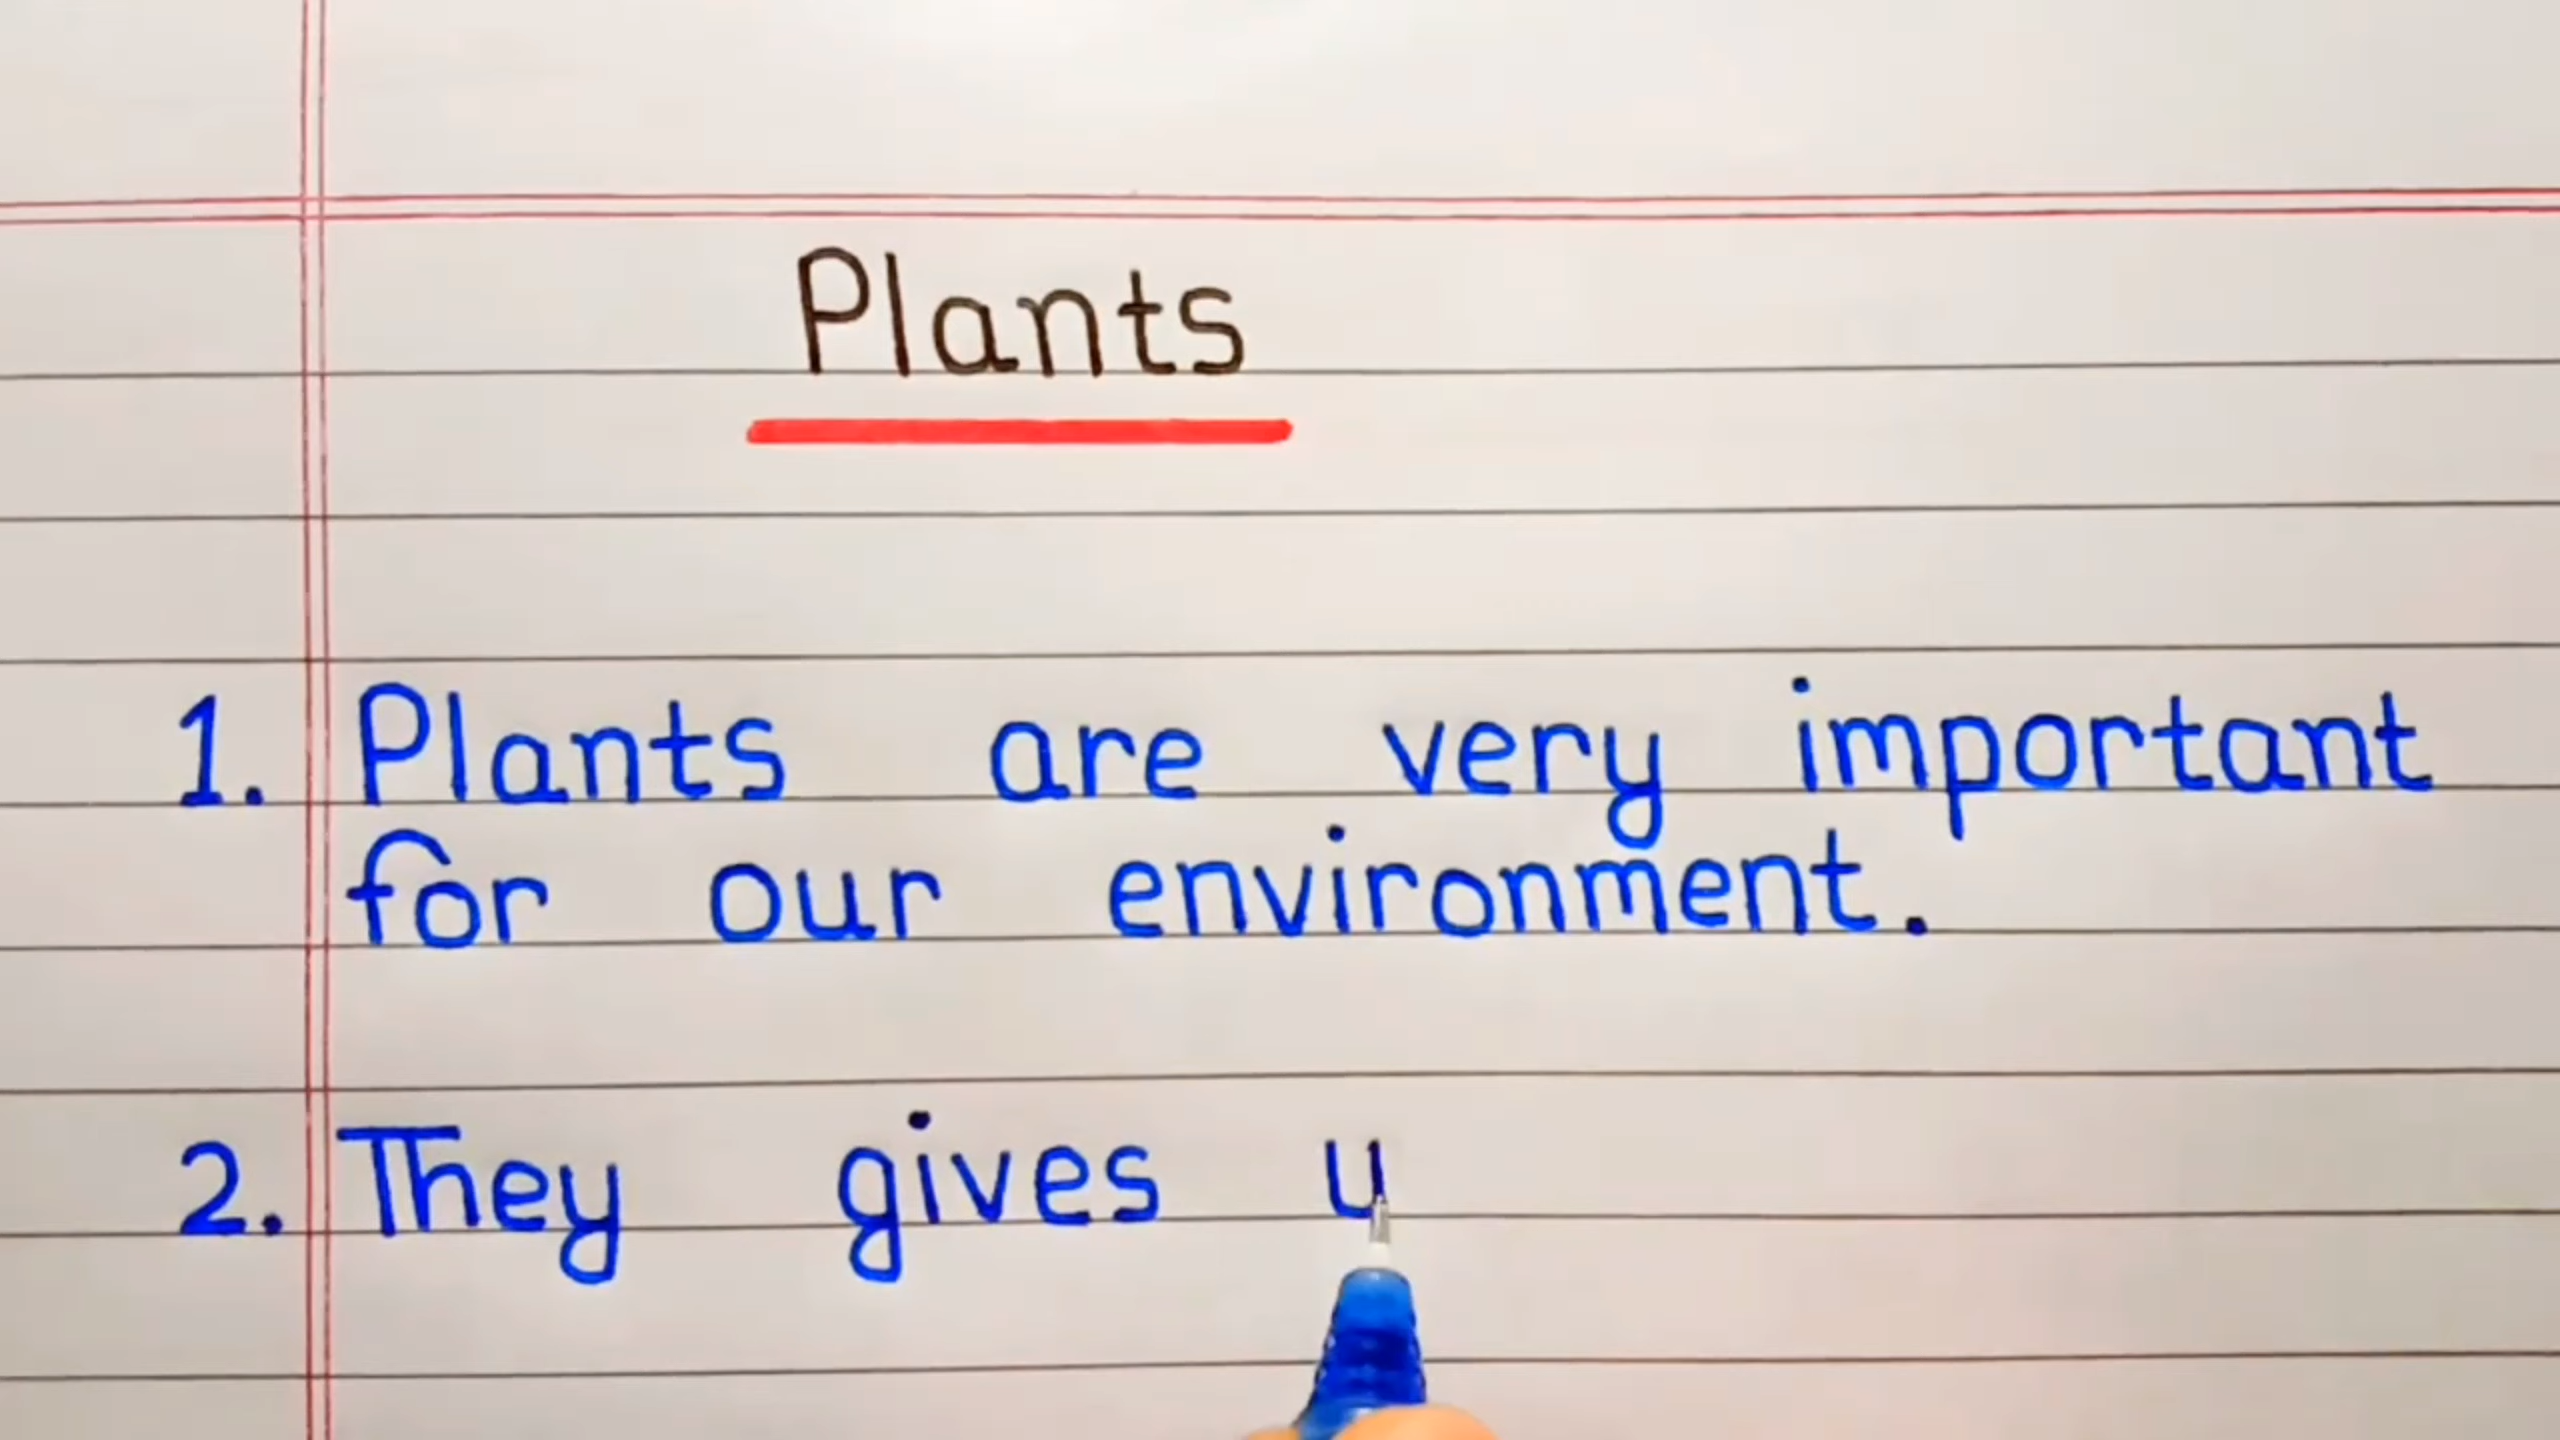 Plants
1. Plants are very important
for our environment.
2. They gives u